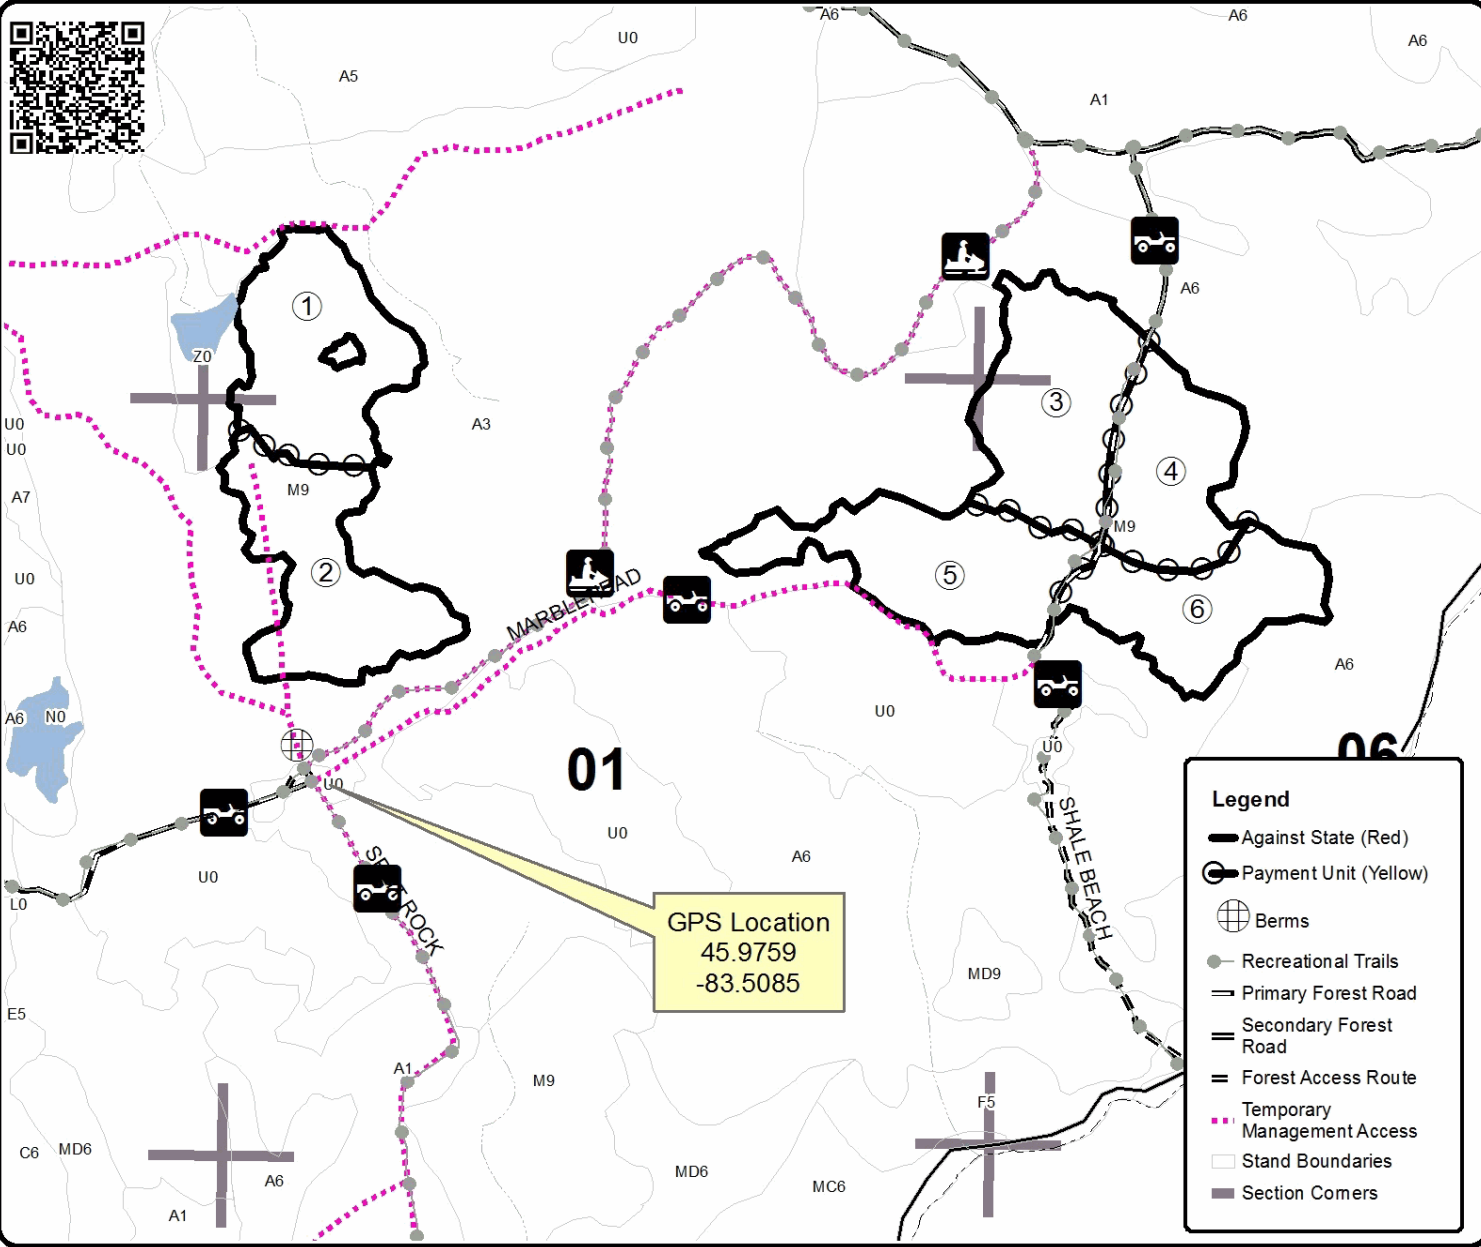 A6
A6
U0
A6
A5
A1
1
A6
Z0
3
U0
A3
U0
4
M9
A7
M9
2
5
U0
6
MARBLEHEAD
A6
A6
A6
N0
U0
U0
01
06
U0
SHALE BEACH
U0
A6
U0
L0
GPS Location
45.9759
-83.5085
MD9
E5
A1
M9
F5
C6
MD6
A6
MD6
MC6
A1
Legend
Against State (Red)
Payment Unit (Yellow)
Berms
Recreational Trails
Primary Forest Road
Secondary Forest
Road
Forest Access Route
Temporary
Management Access
Stand Boundaries
Section Corners